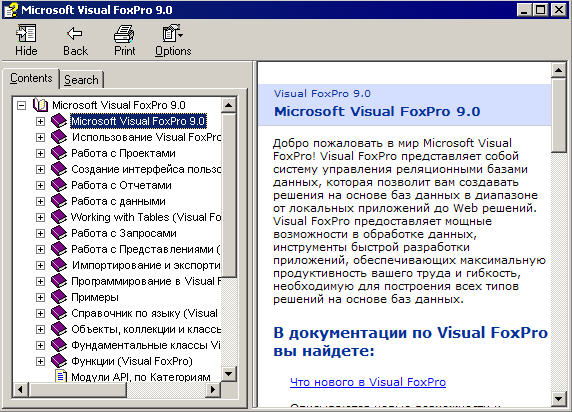 Microsoft Visual FoxPro 9.0
Hide Back Print Options
Contents Search
Microsoft Visual FoxPro 9.0
Microsoft Visual FoxPro 9.0
Использование Visual FoxPro
Работа с Проектами
Создание интерфейса пользо
Работа с Отчетами
Работа с данными
Working with Tables (Visual Fo
Работа с Запросами
Работа с Представлениями (
Импортирование и экспорти
Программирование в Visual F
Примеры
Справочник по языку (Visual
Объекты, коллекции и классы
Фундаментальные классы Vi
Функции (Visual FoxPro)
Модули API, по Категориям
Visual FoxPro 9.0
Microsoft Visual FoxPro 9.0
Добро пожаловать в мир Microsoft Visual
FoxPro! Visual FoxPro представляет собой
систему управления реляционными базами
данных, которая позволит вам создавать
решения на основе баз данных в диапазоне
от локальных приложений до Web решений.
Visual FoxPro предоставляет мощные
возможности в обработке данных,
инструменты быстрой разработки
приложений, обеспечивающих максимальную
продуктивность вашего труда и гибкость,
необходимую для построения всех типов
решений на основе баз данных.
В документации по Visual FoxPro
вы найдете:
Что нового в Visual FoxPro